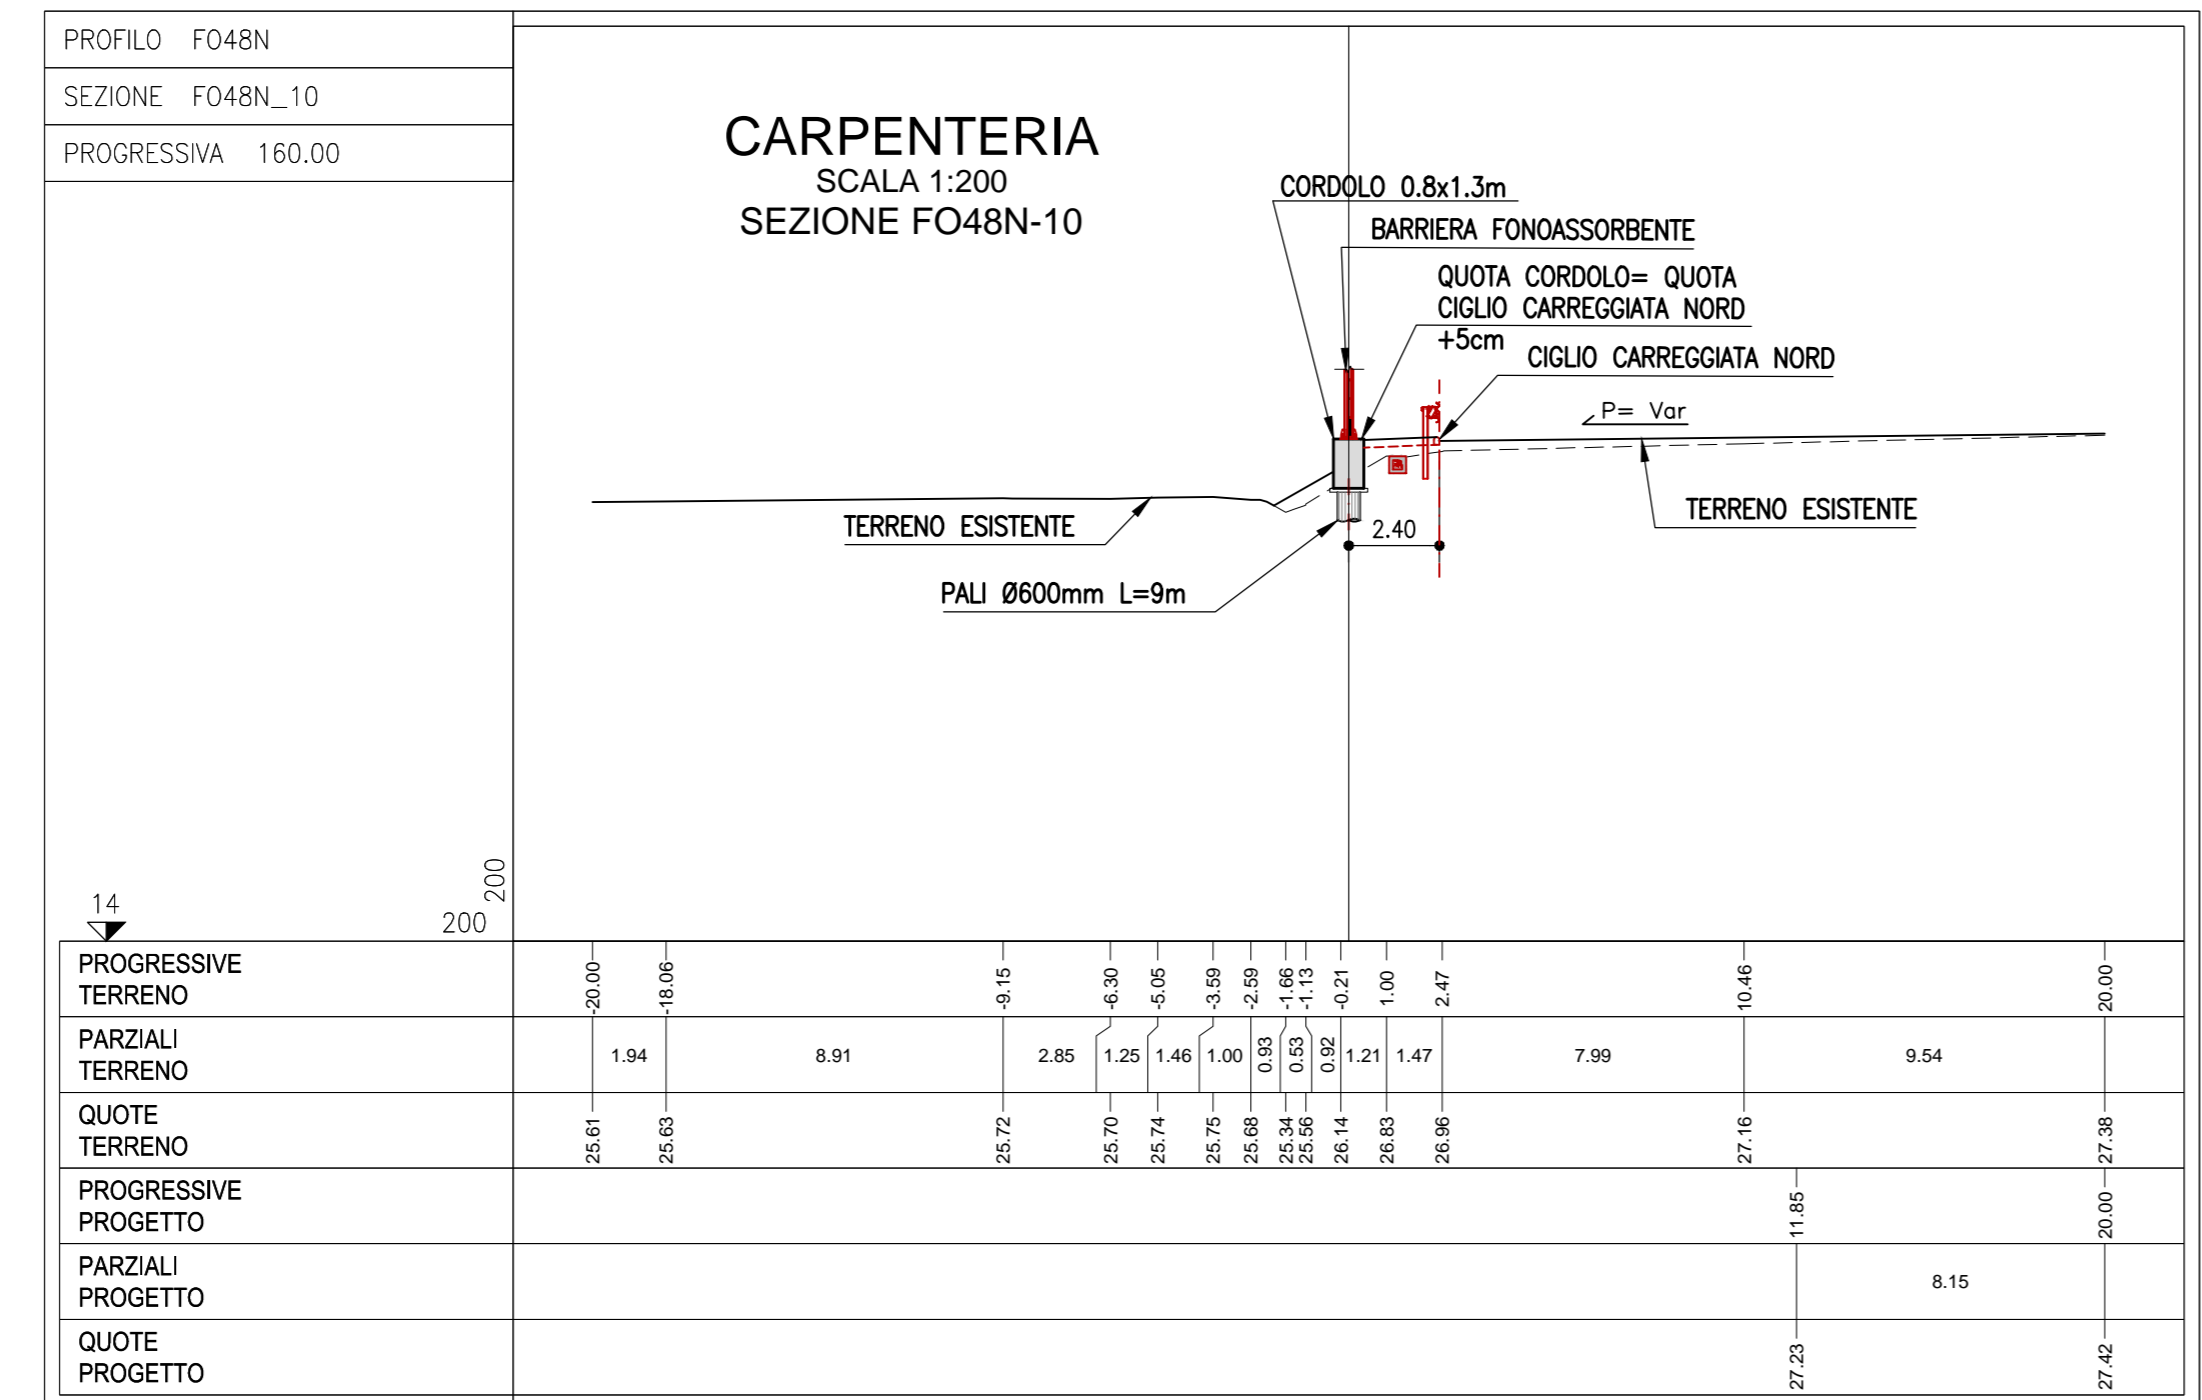 PROFILO FO48N
SEZIONE FO48N_10
PROGRESSIVA 160.00
CARPENTERIA
SCALA 1:200
SEZIONE FO48N-10
CORDOLO 0.8x1.3m
BARRIERA FONOASSORBENTE
QUOTA CORDOLO= QUOTA
CIGLIO CARREGGIATA NORD
+5cm
CIGLIO CARREGGIATA NORD
P= Var
TERRENO ESISTENTE
TERRENO ESISTENTE
2.40
PALI Ø600mm L=9m
14
200
200
PROGRESSIVE
TERRENO
-20.00 -18.06 -9.15 -6.30 -5.05 -3.59 -2.59 -1.66 -1.13 -0.21 1.00 2.47 10.46 20.00
PARZIALI
TERRENO
1.94 8.91 2.85 1.25 1.46 1.00 0.93 0.53 0.92 1.21 1.47 7.99 9.54
QUOTE
TERRENO
25.61 25.63 25.72 25.70 25.74 25.75 25.68 25.34 25.56 26.14 26.83 26.96 27.16 27.38
PROGRESSIVE
PROGETTO
11.85 20.00
PARZIALI
PROGETTO
8.15
QUOTE
PROGETTO
27.23 27.42